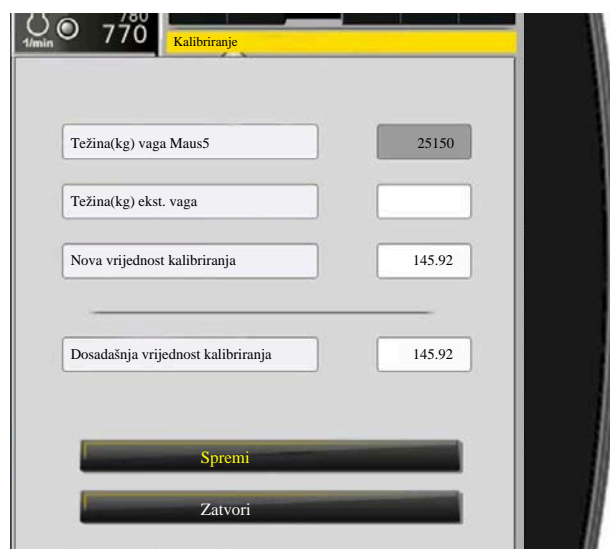 780
1/min 770
Kalibriranje
Težina(kg) vaga Maus5 25150
Težina(kg) ekst. vaga
Nova vrijednost kalibriranja 145.92
Dosadašnja vrijednost kalibriranja 145.92
Spremi
Zatvori